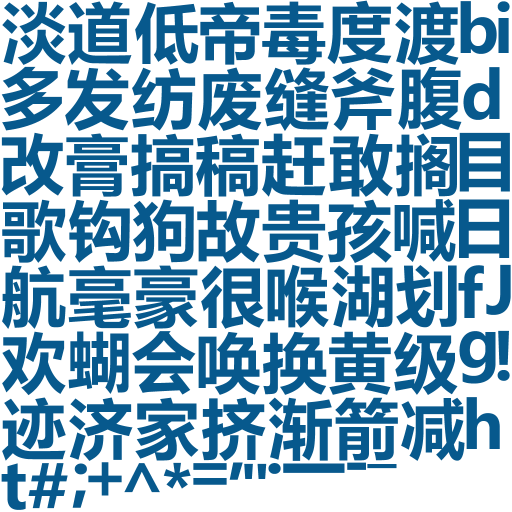 淡道低帝毒度渡bi
多发纺废缝斧腹d
改膏搞稿赶敢搁目
歌钩狗故贵孩喊日
航毫豪很喉湖划fJ
欢蝴会唤换黄级g!
迹济家挤渐箭减h
t#;+^*="'·—-–